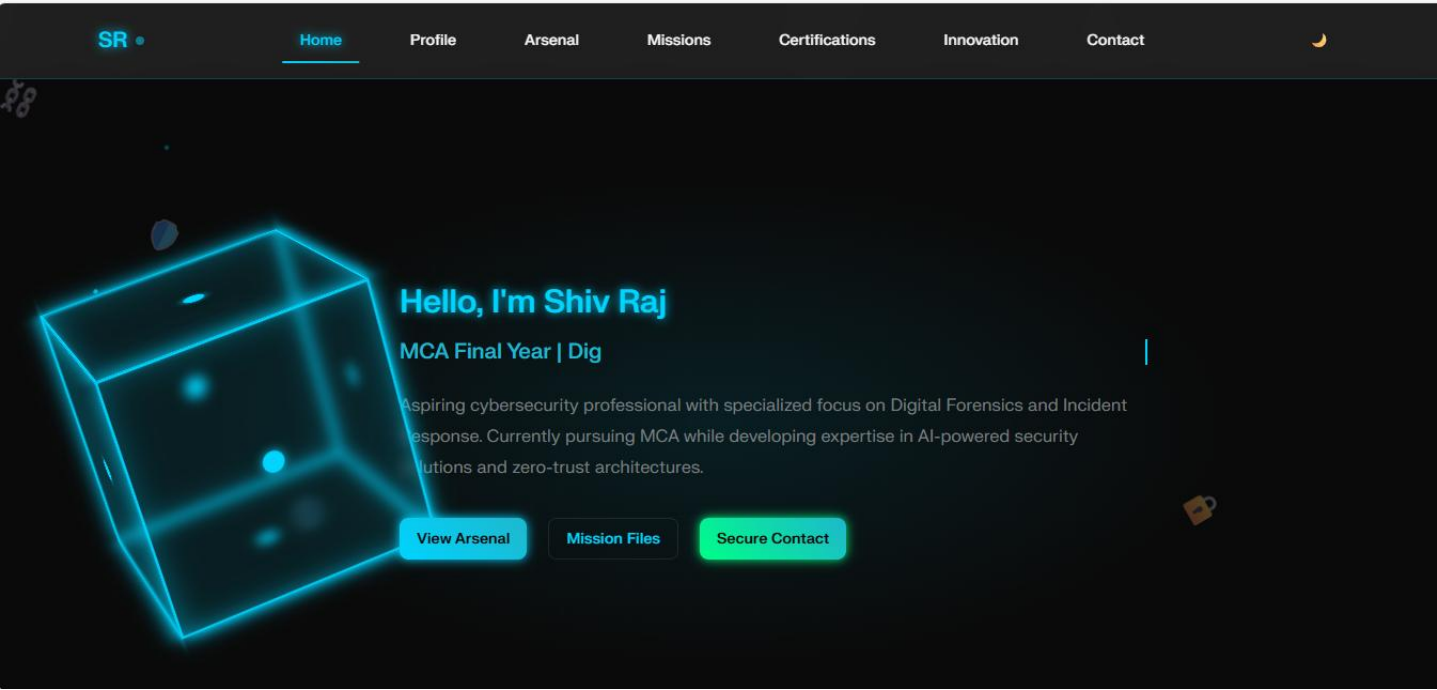 SR
Home Profile Arsenal Missions Certifications Innovation Contact
Hello, I'm Shiv Raj
MCA Final Year | Dig
Aspiring cybersecurity professional with specialized focus on Digital Forensics and Incident
esponse. Currently pursuing MCA while developing expertise in AI-powered security
lutions and zero-trust architectures.
View Arsenal Mission Files Secure Contact